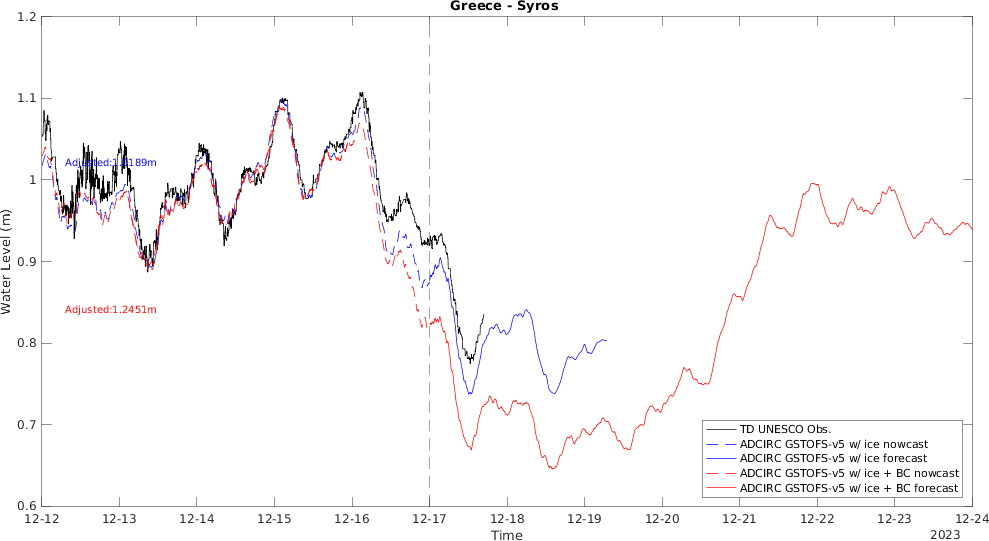 Greece - Syros
1.2
1.1
1
0.9
0.8
0.7
0.6
Water Level (m)
Adjusted:1.2451m
TD UNESCO Obs.
ADCIRC GSTOFS-v5 w/ ice nowcast
ADCIRC GSTOFS-v5 w/ ice forecast
ADCIRC GSTOFS-v5 w/ ice + BC nowcast
ADCIRC GSTOFS-v5 w/ ice + BC forecast
12-12 12-13 12-14 12-15 12-16 12-17 12-18 12-19 12-20 12-21 12-22 12-23 12-24
Time
2023